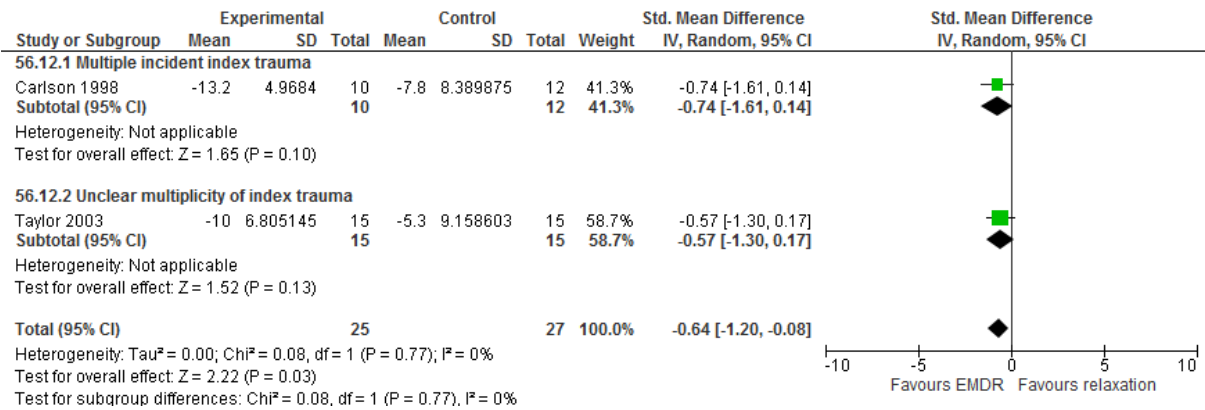 Experimental Control Std. Mean Difference Std. Mean Difference
Study or Subgroup Mean SD Total Mean SD Total Weight IV, Random, 95% CI IV, Random, 95% CI
56.12.1 Multiple incident index trauma
Carlson 1998 -13.2 4.9684 10 -7.8 8.389875 12 41.3% -0.74 [-1.61, 0.14]
Subtotal (95% CI) 10 12 41.3% -0.74 [-1.61, 0.14]
Heterogeneity: Not applicable
Test for overall effect: Z = 1.65 (P = 0.10)
56.12.2 Unclear multiplicity of index trauma
Taylor 2003 -10 6.805145 15 -5.3 9.158603 15 58.7% -0.57 [-1.30, 0.17]
Subtotal (95% CI) 15 15 58.7% -0.57 [-1.30, 0.17]
Heterogeneity: Not applicable
Test for overall effect: Z = 1.52 (P = 0.13)
Total (95% CI) 25 27 100.0% -0.64 [-1.20, -0.08]
Heterogeneity: Tau² = 0.00; Chi² = 0.08, df = 1 (P = 0.77); I² = 0%
Test for overall effect: Z = 2.22 (P = 0.03)
Test for subgroup differences: Chi² = 0.08, df = 1 (P = 0.77), I² = 0%
-10 -5 0 5 10
Favours EMDR Favours relaxation